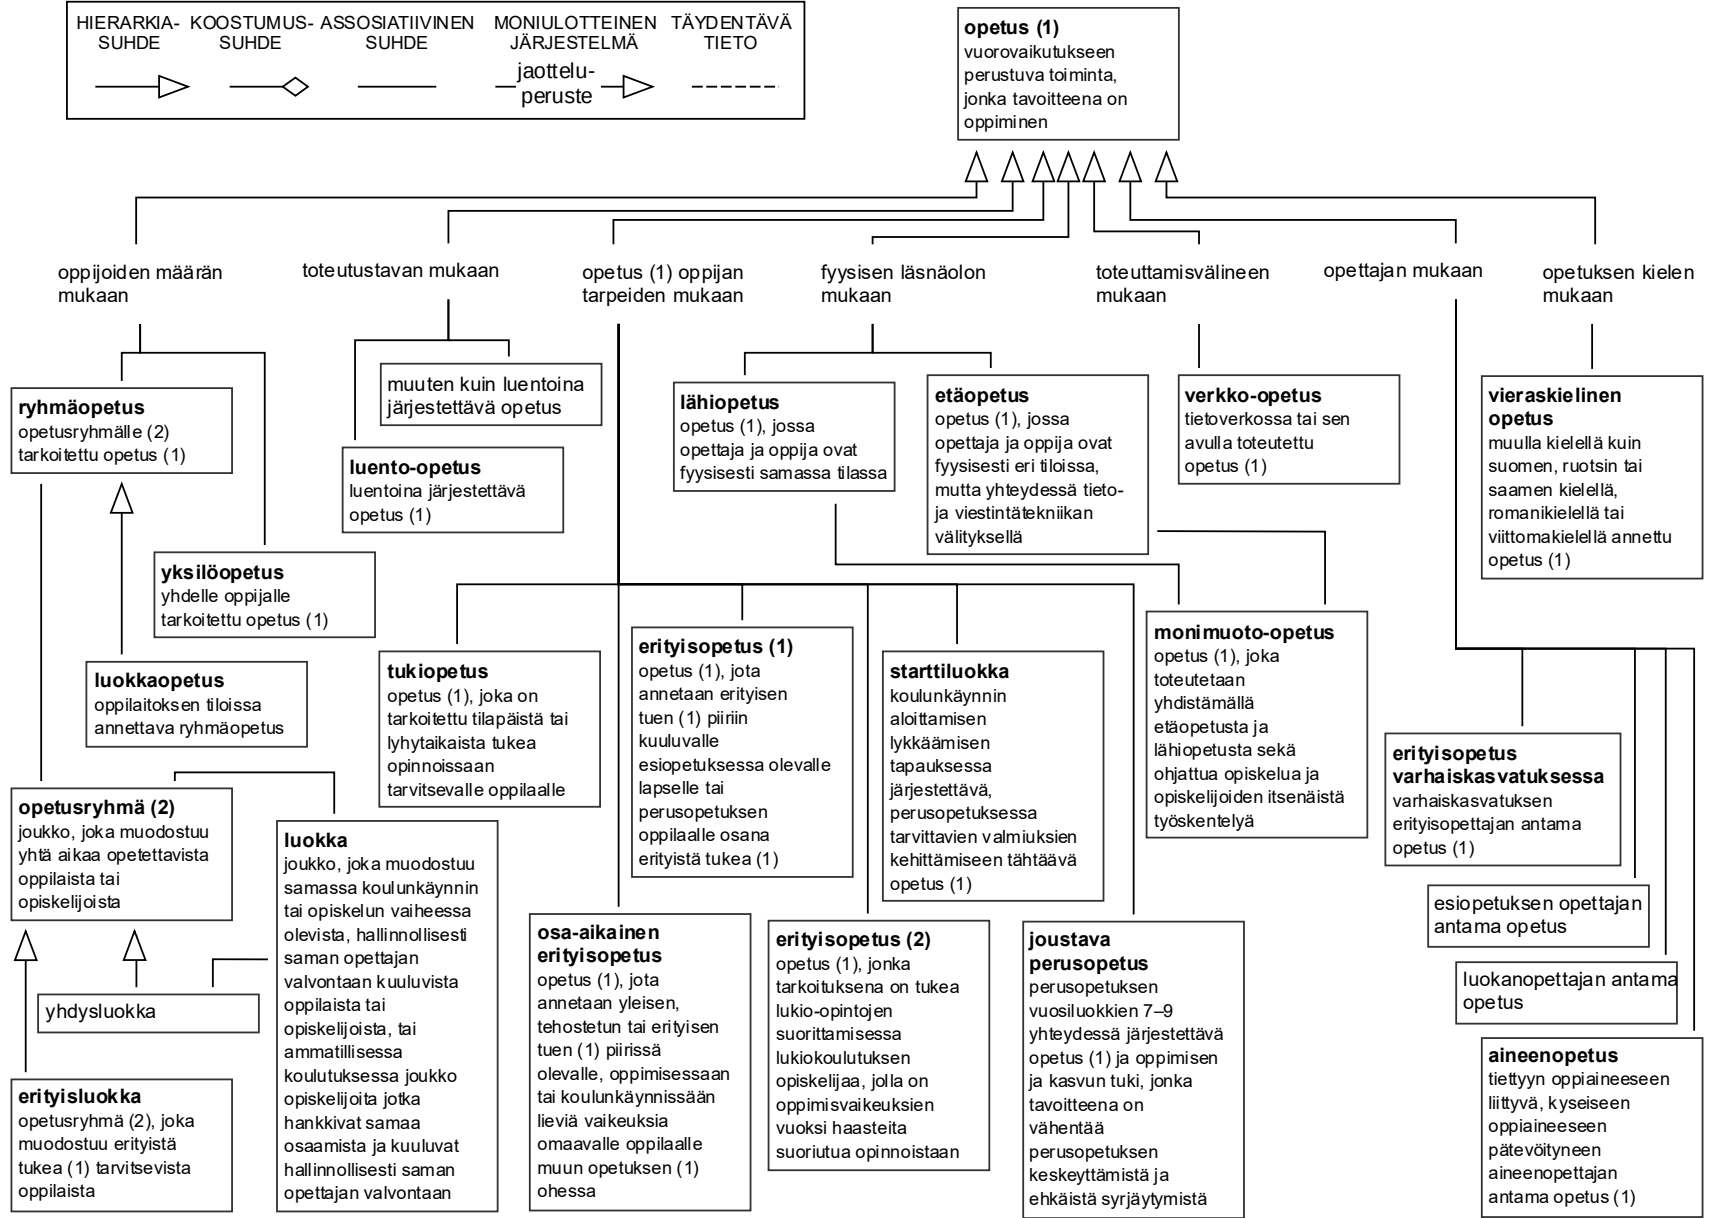 HIERARKIA-
SUHDE
KOOSTUMUS-
SUHDE
ASSOSIATIIVINEN
SUHDE
MONIULOTTEINEN
JÄRJESTELMÄ
TÄYDENTÄVÄ
TIETO
jaottelu-
peruste
opetus (1)
vuorovaikutukseen
perustuva toiminta,
jonka tavoitteena on
oppiminen
oppijoiden määrän
mukaan
toteutustavan mukaan
opetus (1) oppijan
tarpeiden mukaan
fyysisen läsnäolon
mukaan
toteuttamisvälineen
mukaan
opettajan mukaan
opetuksen kielen
mukaan
ryhmäopetus
opetusryhmälle (2)
tarkoitettu opetus (1)
muuten kuin luentoina
järjestettävä opetus
luento-opetus
luentoina järjestettävä
opetus (1)
lähiopetus
opetus (1), jossa
opettaja ja oppija ovat
fyysisesti samassa tilassa
etäopetus
opetus (1), jossa
opettaja ja oppija ovat
fyysisesti eri tiloissa,
mutta yhteydessä tieto-
ja viestintätekniikan
välityksellä
verkko-opetus
tietoverkossa tai sen
avulla toteutettu
opetus (1)
vieraskielinen
opetus
muulla kielellä kuin
suomen, ruotsin tai
saamen kielellä,
romanikielellä tai
viittomakielellä annettu
opetus (1)
yksilöopetus
yhdelle oppijalle
tarkoitettu opetus (1)
luokkaopetus
oppilaitoksen tiloissa
annettava ryhmäopetus
tukiopetus
opetus (1), joka on
tarkoitettu tilapäistä tai
lyhytaikaista tukea
opinnoissaan
tarvitsevalle oppilaalle
erityisopetus (1)
opetus (1), jota
annetaan erityisen
tuen (1) piiriin
kuuluvalle
esiopetuksessa olevalle
lapselle tai
perusopetuksen
oppilaalle osana
erityistä tukea (1)
starttiluokka
koulunkäynnin
aloittamisen
lykkäämisen
tapauksessa
järjestettävä,
perusopetuksessa
tarvittavien valmiuksien
kehittämiseen tähtäävä
opetus (1)
monimuoto-opetus
opetus (1), joka
toteutetaan
yhdistämällä
etäopetusta ja
lähiopetusta sekä
ohjattua opiskelua ja
opiskelijoiden itsenäistä
työskentelyä
erityisopetus
varhaiskasvatuksessa
varhaiskasvatuksen
erityisopettajan antama
opetus (1)
opetusryhmä (2)
joukko, joka muodostuu
yhtä aikaa opetettavista
oppilaista tai
opiskelijoista
luokka
joukko, joka muodostuu
samassa koulunkäynnin
tai opiskelun vaiheessa
olevista, hallinnollisesti
saman opettajan
valvontaan kuuluvista
oppilaista tai
opiskelijoista, tai
ammatillisessa
koulutuksessa joukko
opiskelijoita jotka
hankkivat samaa
osaamista ja kuuluvat
hallinnollisesti saman
opettajan valvontaan
esiopetuksen opettajan
antama opetus
luokanopettajan antama
opetus
yhdysluokka
erityisluokka
opetusryhmä (2), joka
muodostuu erityistä
tukea (1) tarvitsevista
oppilaista
osa-aikainen
erityisopetus
opetus (1), jota
annetaan yleisen,
tehostetun tai erityisen
tuen (1) piirissä
olevalle, oppimisessaan
tai koulunkäynnissään
lieviä vaikeuksia
omaavalle oppilaalle
muun opetuksen (1)
ohessa
erityisopetus (2)
opetus (1), jonka
tarkoituksena on tukea
lukio-opintojen
suorittamisessa
lukiokoulutuksen
opiskelijaa, jolla on
oppimisvaikeuksien
vuoksi haasteita
suoriutua opinnoistaan
joustava
perusopetus
perusopetuksen
vuosiluokkien 7–9
yhteydessä järjestettävä
opetus (1) ja oppimisen
ja kasvun tuki, jonka
tavoitteena on
vähentää
perusopetuksen
keskeyttämistä ja
ehkäistä syrjäytymistä
aineenopetus
tiettyyn oppiaineeseen
liittyvä, kyseiseen
oppiaineeseen
pätevöityneen
aineenopettajan
antama opetus (1)